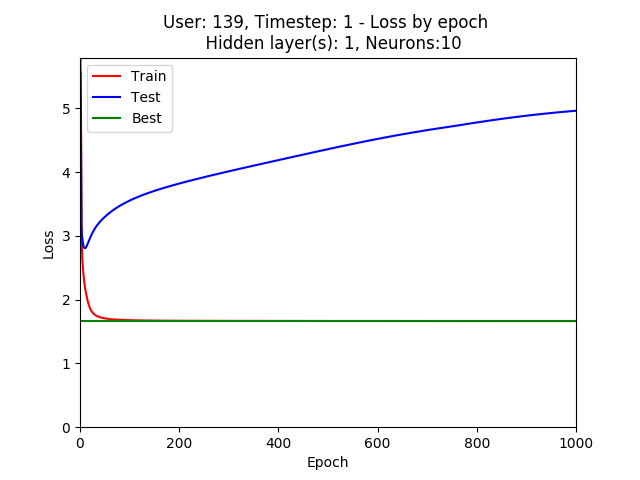 User: 139, Timestep: 1 - Loss by epoch
Hidden layer(s): 1, Neurons:10
Train
Test
Best
Loss
5
4
3
2
1
0
0 200 400 600 800 1000
Epoch